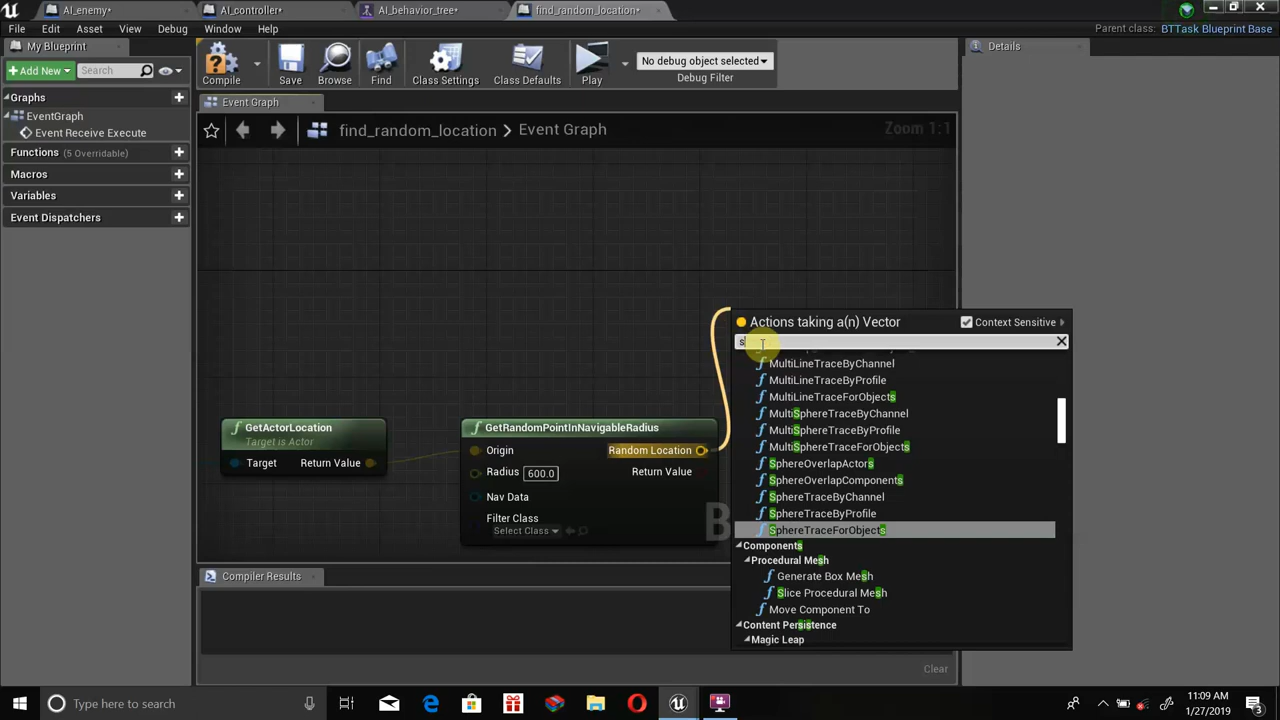 AI_enemy*
AI_controller*
AI_behavior_tree*
find_random_location*
File Edit Asset View Debug Window Help
Parent class: BTTask Blueprint Base
My Blueprint
Details
+Add New
Search
Compile
Save
Browse
Find
Class Settings
Class Defaults
Play
No debug object selected
Debug Filter
Graphs
EventGraph
Event Receive Execute
Functions (5 Overridable)
Macros
Variables
Event Dispatchers
Event Graph
find_random_location > Event Graph
Zoom 1:1
GetActorLocation
Target is Actor
Target Return Value
GetRandomPointInNavigableRadius
Origin Random Location
Radius 600.0 Return Value
Nav Data
Filter Class
Select Class
B
Actions taking a(n) Vector
Context Sensitive
s
MultiLineTraceByChannel
MultiLineTraceByProfile
MultiLineTraceForObjects
MultiSphereTraceByChannel
MultiSphereTraceByProfile
MultiSphereTraceForObjects
SphereOverlapActors
SphereOverlapComponents
SphereTraceByChannel
SphereTraceByProfile
SphereTraceForObjects
Components
Procedural Mesh
Generate Box Mesh
Slice Procedural Mesh
Move Component To
Content Persistence
Magic Leap
Compiler Results
Clear
Type here to search
11:09 AM
1/27/2019
3